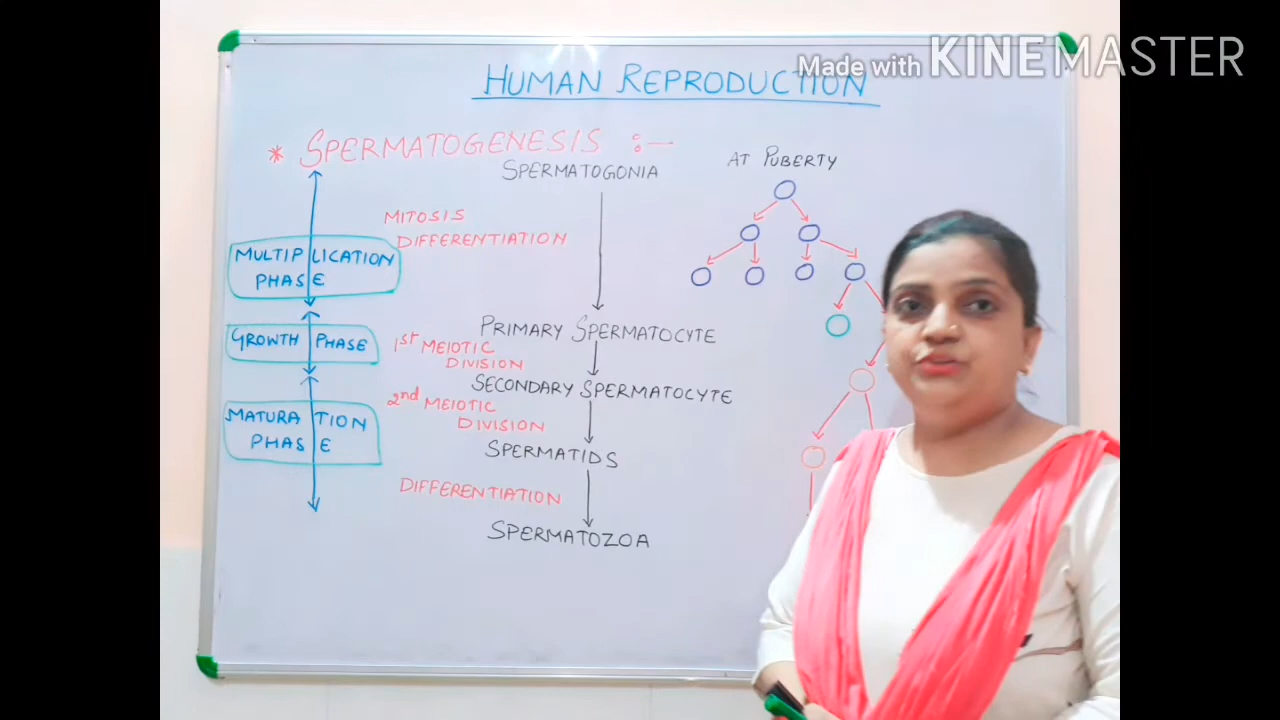 Made with KINEMASTER
HUMAN REPRODUCTION
* SPERMATOGENESIS :-
SPERMATOGONIA
AT PUBERTY
MITOSIS
DIFFERENTIATION
MULTIPLICATION
PHASE
PRIMARY SPERMATOCYTE
GROWTH PHASE
1st MEIOTIC
DIVISION
SECONDARY SPERMATOCYTE
2nd MEIOTIC
DIVISION
MATURATION
PHASE
SPERMATIDS
DIFFERENTIATION
SPERMATOZOA